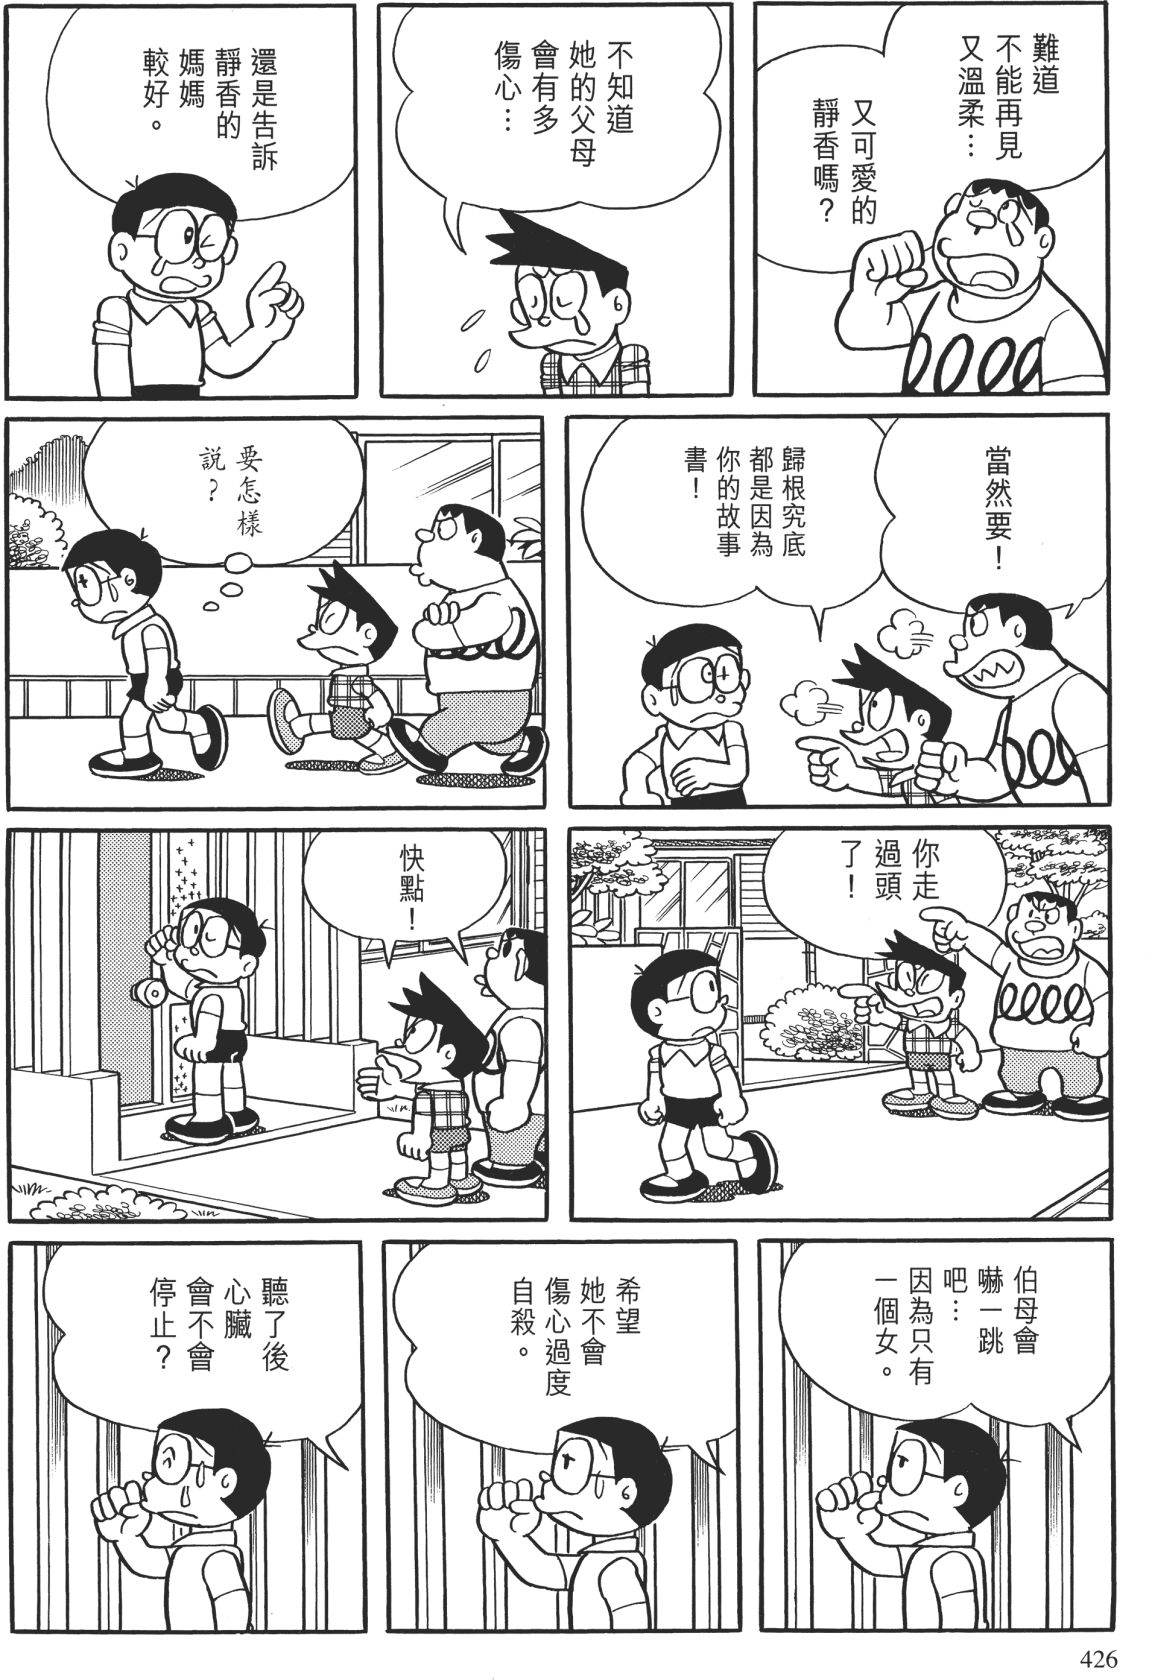 難道
不能再見
又溫柔…
又可愛的
靜香嗎？
不知道
她的父母
會有多
傷心…
還是告訴
靜香的
媽媽
較好。
當然要！
歸根究底
都是因為
你的故事
書！
要怎樣
說？
你走
過頭
了！
快點！
伯母會
嚇一跳
吧…
因為只有
一個女。
希望
她不會
傷心過度
自殺。
聽了後
心臟
會不會
停止？
426